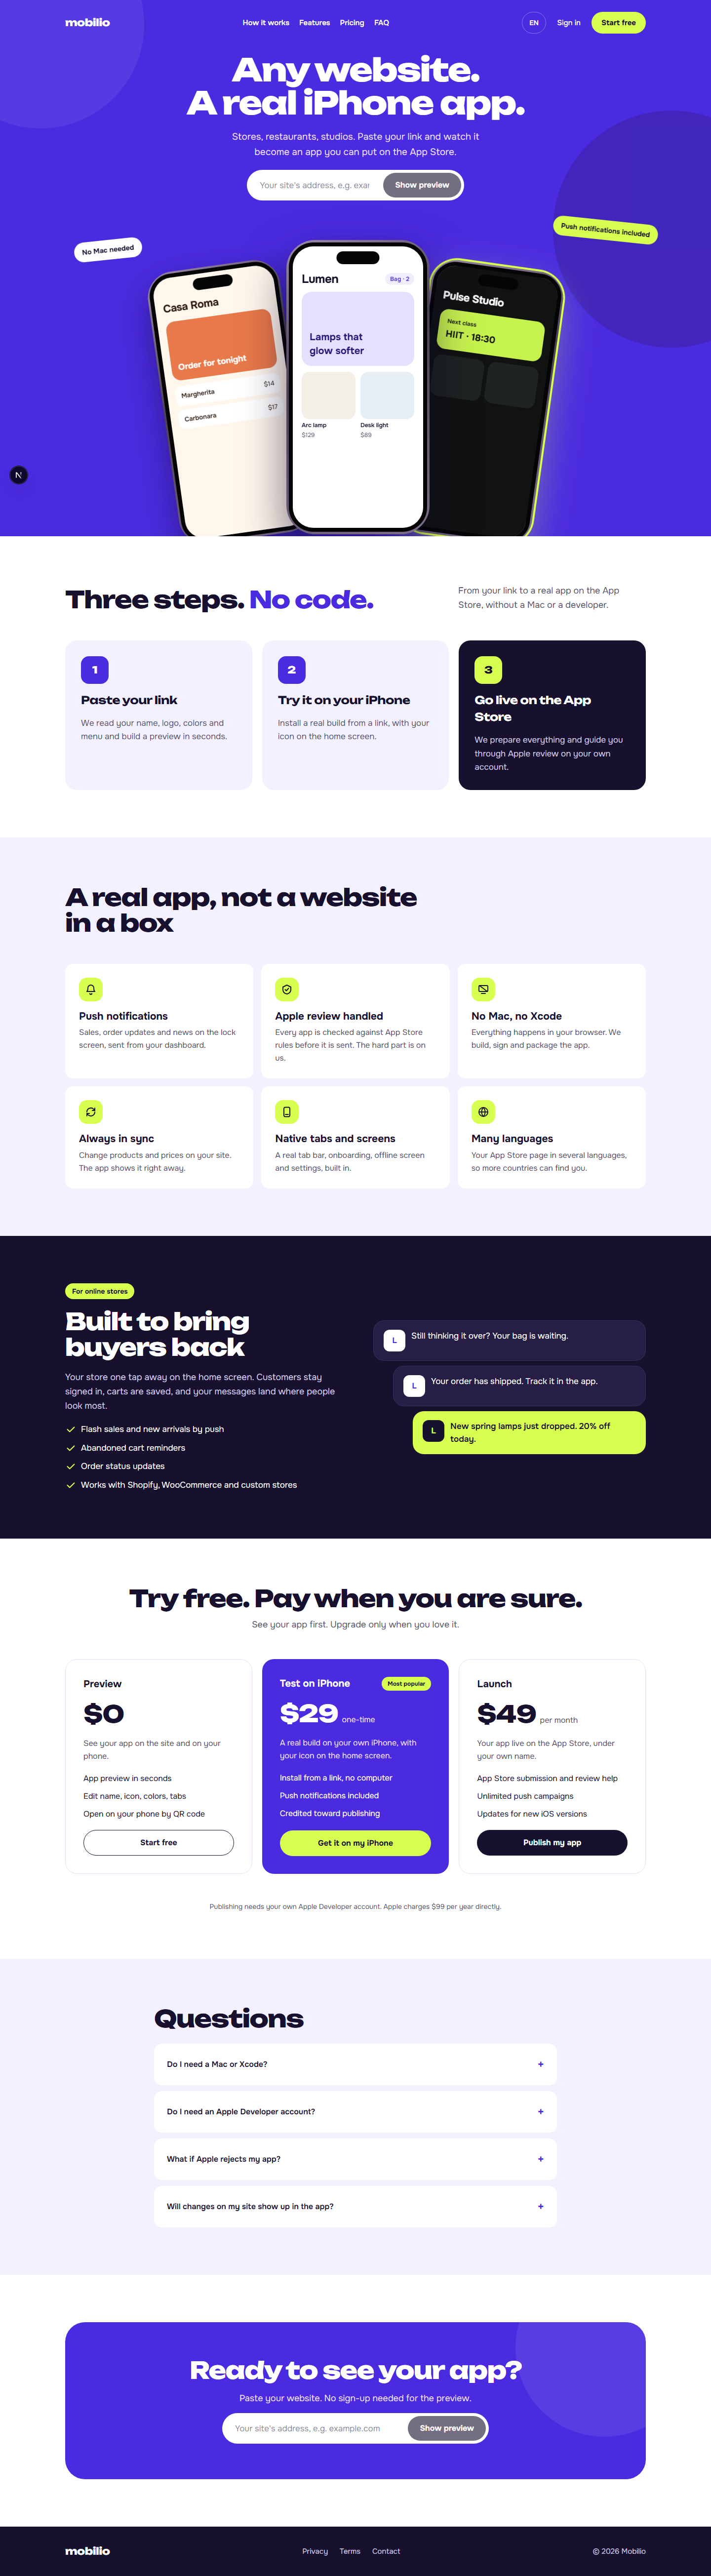 mobilio
How it works
Features
Pricing
FAQ
EN
Sign in
Start free
Any website.
A real iPhone app.
Stores, restaurants, studios. Paste your link and watch it
become an app you can put on the App Store.
Your site's address, e.g. exar
Show preview
No Mac needed
Push notifications included
Casa Roma
Order for tonight
Margherita
$14
Carbonara
$17
Lumen
Bag · 2
Lamps that
glow softer
Arc lamp
$129
Desk light
$89
Pulse Studio
Next class
HIIT · 18:30
N
Three steps. No code.
From your link to a real app on the App
Store, without a Mac or a developer.
1
Paste your link
We read your name, logo, colors and
menu and build a preview in seconds.
2
Try it on your iPhone
Install a real build from a link, with your
icon on the home screen.
3
Go live on the App
Store
We prepare everything and guide you
through Apple review on your own
account.
A real app, not a website
in a box
Push notifications
Sales, order updates and news on the lock
screen, sent from your dashboard.
Apple review handled
Every app is checked against App Store
rules before it is sent. The hard part is on
us.
No Mac, no Xcode
Everything happens in your browser. We
build, sign and package the app.
Always in sync
Change products and prices on your site.
The app shows it right away.
Native tabs and screens
A real tab bar, onboarding, offline screen
and settings, built in.
Many languages
Your App Store page in several languages,
so more countries can find you.
For online stores
Built to bring
buyers back
Your store one tap away on the home screen. Customers stay
signed in, carts are saved, and your messages land where people
look most.
Flash sales and new arrivals by push
Abandoned cart reminders
Order status updates
Works with Shopify, WooCommerce and custom stores
L
Still thinking it over? Your bag is waiting.
L
Your order has shipped. Track it in the app.
L
New spring lamps just dropped. 20% off
today.
Try free. Pay when you are sure.
See your app first. Upgrade only when you love it.
Preview
$0
See your app on the site and on your
phone.
App preview in seconds
Edit name, icon, colors, tabs
Open on your phone by QR code
Start free
Test on iPhone
Most popular
$29 one-time
A real build on your own iPhone, with
your icon on the home screen.
Install from a link, no computer
Push notifications included
Credited toward publishing
Get it on my iPhone
Launch
$49 per month
Your app live on the App Store, under
your own name.
App Store submission and review help
Unlimited push campaigns
Updates for new iOS versions
Publish my app
Publishing needs your own Apple Developer account. Apple charges $99 per year directly.
Questions
Do I need a Mac or Xcode?
+
Do I need an Apple Developer account?
+
What if Apple rejects my app?
+
Will changes on my site show up in the app?
+
Ready to see your app?
Paste your website. No sign-up needed for the preview.
Your site's address, e.g. example.com
Show preview
mobilio
Privacy
Terms
Contact
© 2026 Mobilio